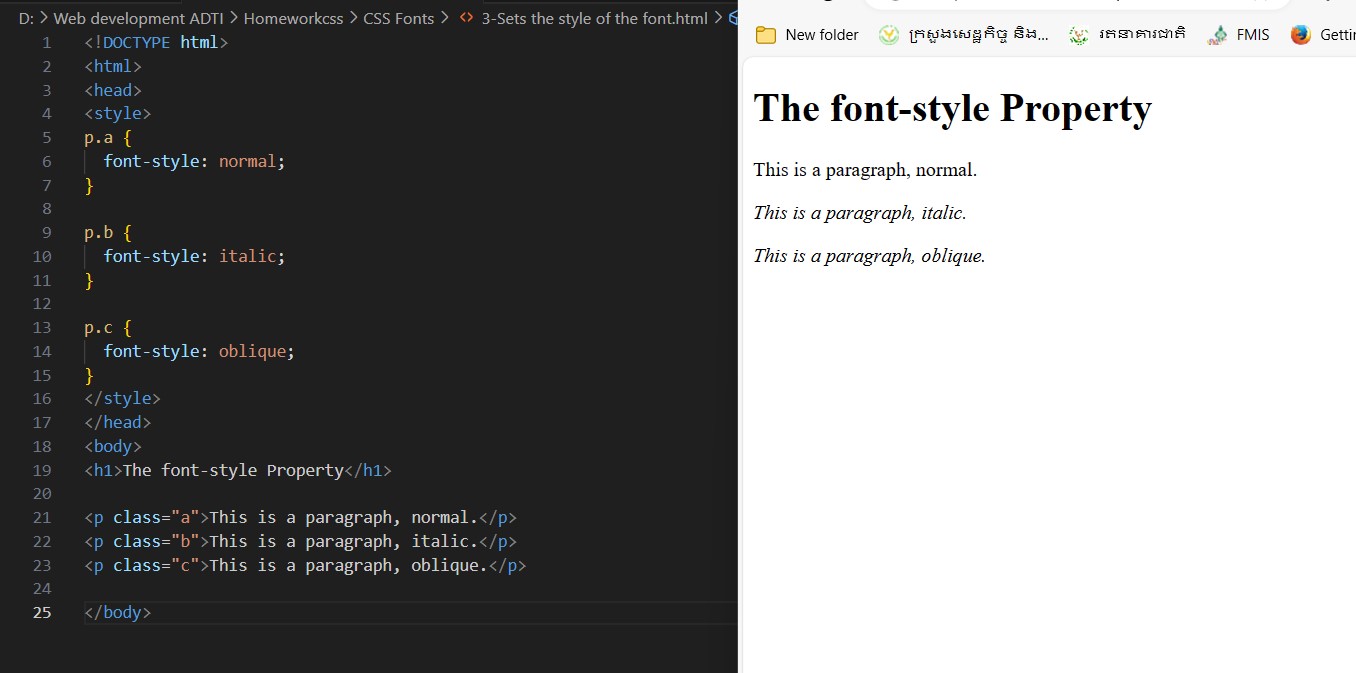 D: > Web development ADTI > Homeworkcss > CSS Fonts > <> 3-Sets the style of the font.html >
1 <!DOCTYPE html>
2 <html>
3 <head>
4 <style>
5 p.a {
6   font-style: normal;
7 }
8
9 p.b {
10   font-style: italic;
11 }
12
13 p.c {
14   font-style: oblique;
15 }
16 </style>
17 </head>
18 <body>
19 <h1>The font-style Property</h1>
20
21 <p class="a">This is a paragraph, normal.</p>
22 <p class="b">This is a paragraph, italic.</p>
23 <p class="c">This is a paragraph, oblique.</p>
24
25 </body>
New folder ក្រសួងសេដ្ឋកិច្ច និង... រតនាគារជាតិ FMIS
The font-style Property
This is a paragraph, normal.
This is a paragraph, italic.
This is a paragraph, oblique.